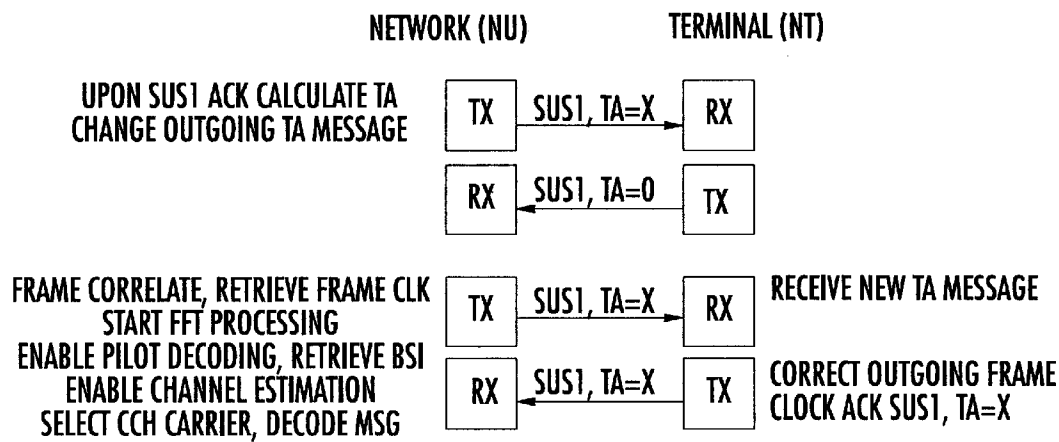 NETWORK (NU) TERMINAL (NT)
UPON SUS1 ACK CALCULATE TA
CHANGE OUTGOING TA MESSAGE
TX SUS1, TA=X RX
RX SUS1, TA=0 TX
FRAME CORRELATE, RETRIEVE FRAME CLK
START FFT PROCESSING
ENABLE PILOT DECODING, RETRIEVE BSI
ENABLE CHANNEL ESTIMATION
SELECT CCH CARRIER, DECODE MSG
TX SUS1, TA=X RX
RECEIVE NEW TA MESSAGE
RX SUS1, TA=X TX
CORRECT OUTGOING FRAME
CLOCK ACK SUS1, TA=X